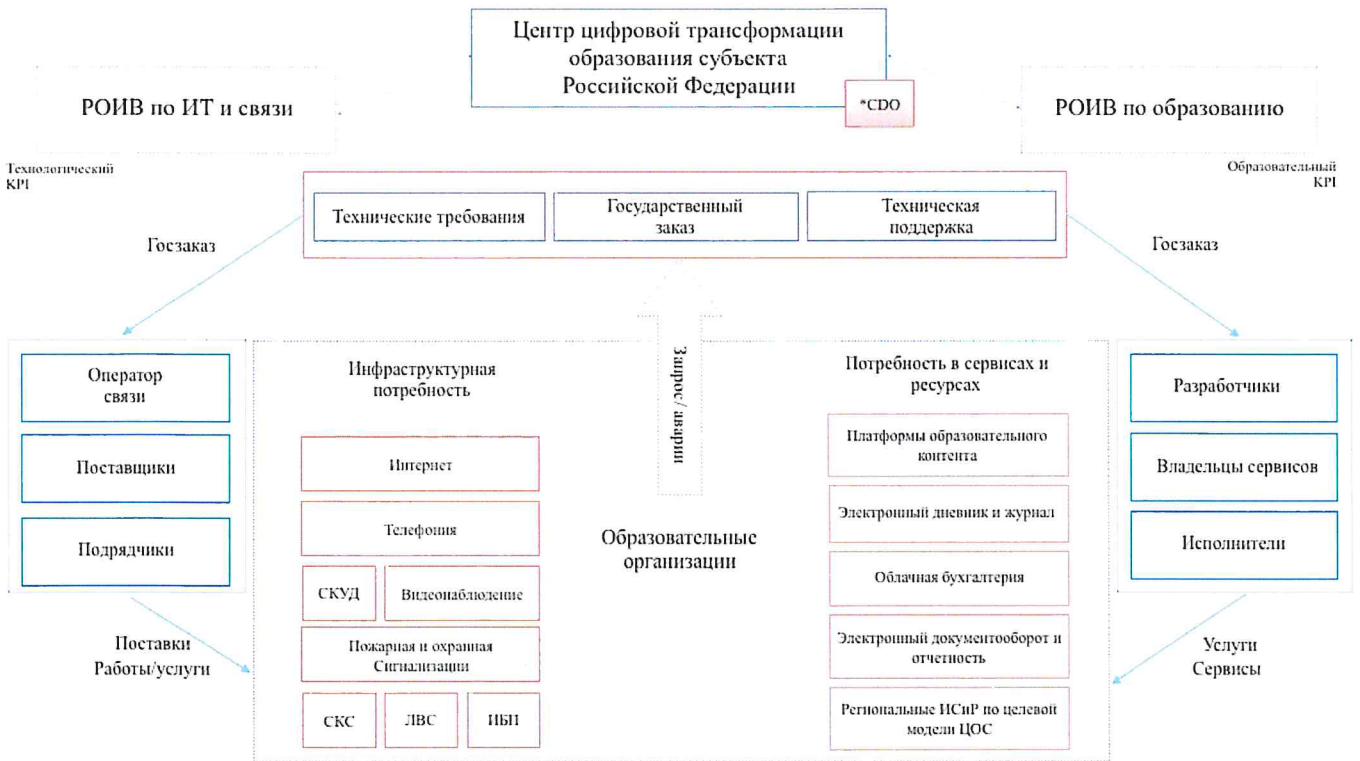 Центр цифровой трансформации
образования субъекта
Российской Федерации
*CDO
РОИВ по ИТ и связи
РОИВ по образованию
Технологический
KPI
Образовательный
KPI
Технические требования
Государственный
заказ
Техническая
поддержка
Госзаказ
Госзаказ
Запрос/ аварии
Оператор
связи
Поставщики
Подрядчики
Инфраструктурная
потребность
Интернет
Телефония
СКУД
Видеонаблюдение
Пожарная и охранная
Сигнализации
СКС
ЛВС
ИБП
Образовательные
организации
Потребность в сервисах и
ресурсах
Платформы образовательного
контента
Электронный дневник и журнал
Облачная бухгалтерия
Электронный документооборот и
отчетность
Региональные ИСиР по целевой
модели ЦОС
Разработчики
Владельцы сервисов
Исполнители
Поставки
Работы/услуги
Услуги
Сервисы